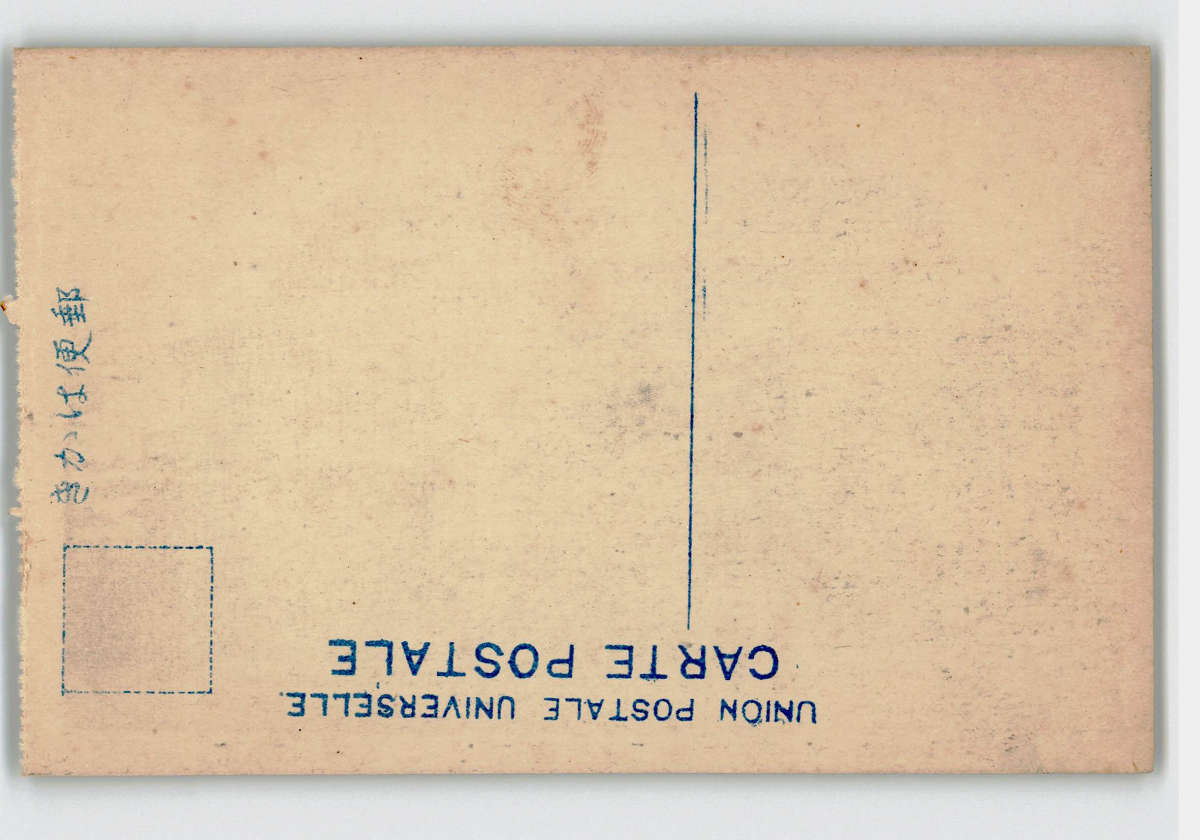 UNION POSTALE UNIVERSELLE.
CARTE POSTALE
郵便はかき